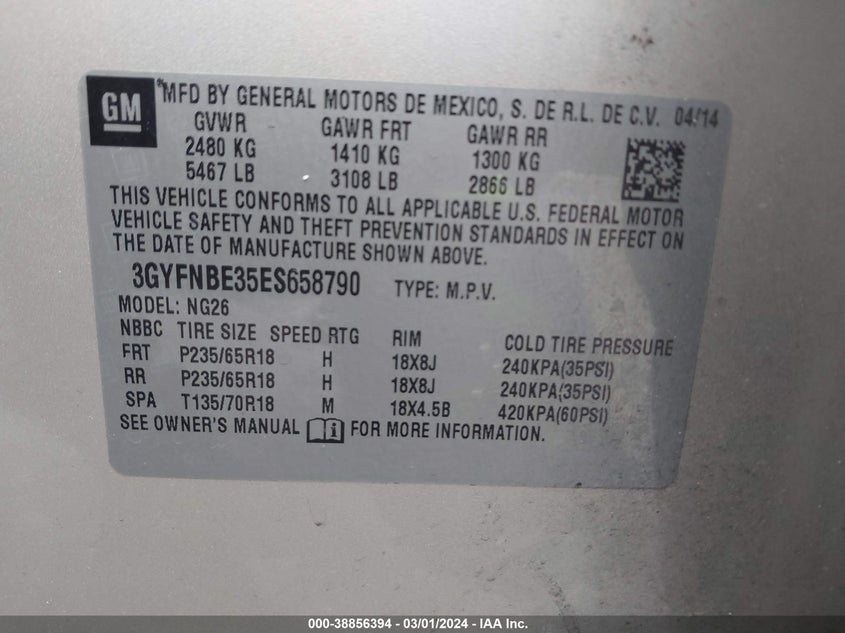 GM
*MFD BY GENERAL MOTORS DE MEXICO, S. DE R.L. DE C.V. 04/14
GVWR GAWR FRT GAWR RR
2480 KG 1410 KG 1300 KG
5467 LB 3108 LB 2866 LB
THIS VEHICLE CONFORMS TO ALL APPLICABLE U.S. FEDERAL MOTOR
VEHICLE SAFETY AND THEFT PREVENTION STANDARDS IN EFFECT ON
THE DATE OF MANUFACTURE SHOWN ABOVE.
3GYFNBE35ES658790 TYPE: M.P.V.
MODEL: NG26
NBBC TIRE SIZE SPEED RTG RIM COLD TIRE PRESSURE
FRT P235/65R18 H 18X8J 240KPA(35PSI)
RR P235/65R18 H 18X8J 240KPA(35PSI)
SPA T135/70R18 M 18X4.5B 420KPA(60PSI)
SEE OWNER'S MANUAL FOR MORE INFORMATION.
000-38856394 - 03/01/2024 - IAA Inc.